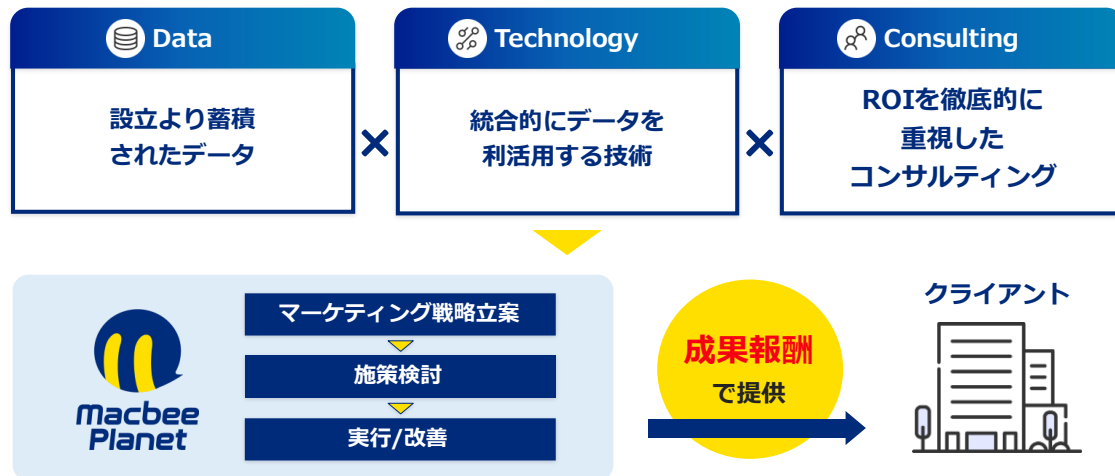 Data
設立より蓄積
されたデータ
Technology
統合的にデータを
利活用する技術
Consulting
ROIを徹底的に
重視した
コンサルティング
macbee
Planet
マーケティング戦略立案
施策検討
実行/改善
成果報酬
で提供
クライアント